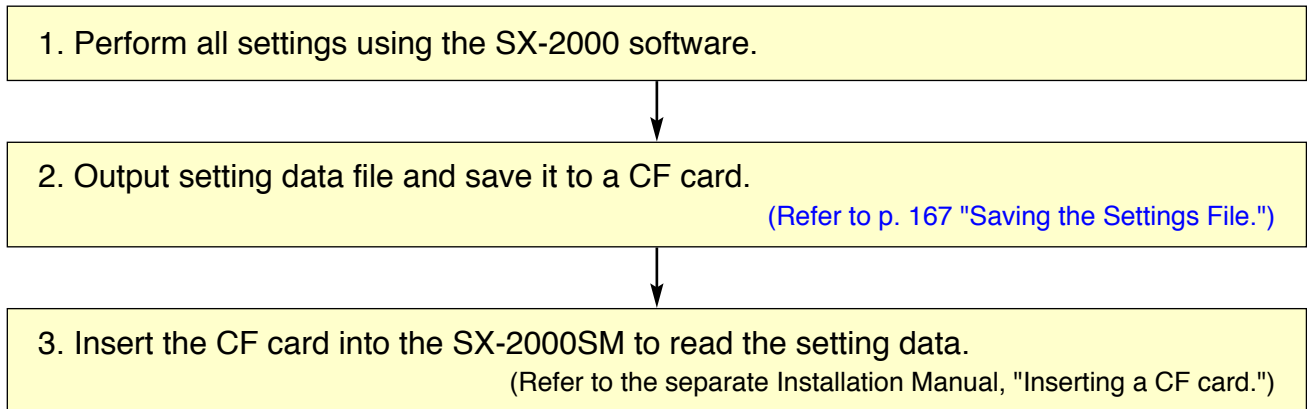 1. Perform all settings using the SX-2000 software.
2. Output setting data file and save it to a CF card.
(Refer to p. 167 "Saving the Settings File.")
3. Insert the CF card into the SX-2000SM to read the setting data.
(Refer to the separate Installation Manual, "Inserting a CF card.")